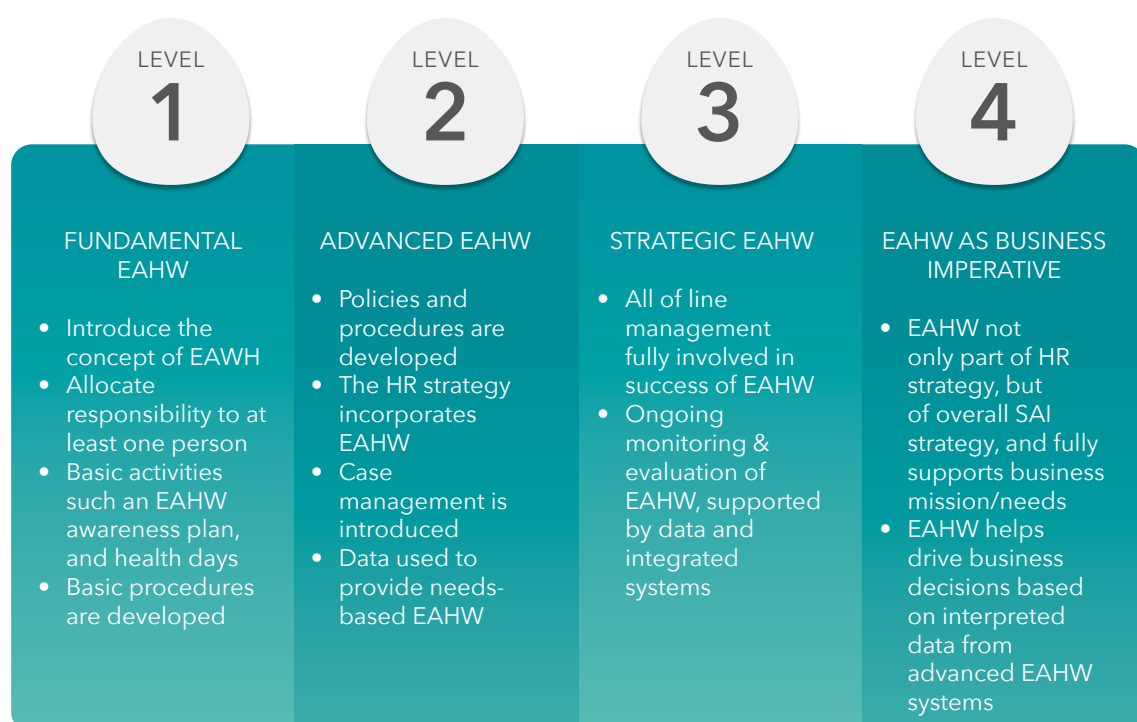 LEVEL
1
FUNDAMENTAL
EAHW
• Introduce the
concept of EAWH
• Allocate
responsibility to at
least one person
• Basic activities
such an EAHW
awareness plan,
and health days
• Basic procedures
are developed
LEVEL
2
ADVANCED EAHW
• Policies and
procedures are
developed
• The HR strategy
incorporates
EAHW
• Case
management is
introduced
• Data used to
provide needs-
based EAHW
LEVEL
3
STRATEGIC EAHW
• All of line
management
fully involved in
success of EAHW
• Ongoing
monitoring &
evaluation of
EAHW, supported
by data and
integrated
systems
LEVEL
4
EAHW AS BUSINESS
IMPERATIVE
• EAHW not
only part of HR
strategy, but
of overall SAI
strategy, and fully
supports business
mission/needs
• EAHW helps
drive business
decisions based
on interpreted
data from
advanced EAHW
systems